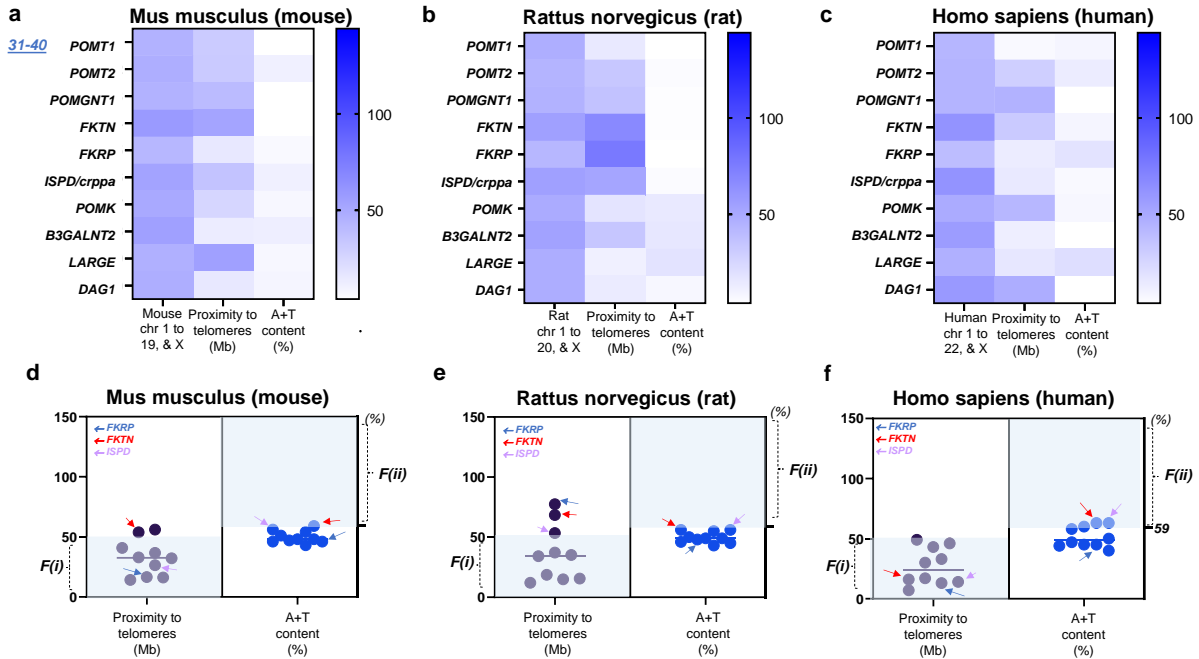 a
Mus musculus (mouse)
31-40
POMT1
POMT2
POMGNT1
FKTN
FKRP
ISPD/crppa
POMK
B3GALNT2
LARGE
DAG1
Mouse
chr 1 to
19, & X
Proximity to
telomeres
(Mb)
A+T
content
(%)
100
50
.
b
Rattus norvegicus (rat)
POMT1
POMT2
POMGNT1
FKTN
FKRP
ISPD/crppa
POMK
B3GALNT2
LARGE
DAG1
Rat
chr 1 to
20, & X
Proximity to
telomeres
(Mb)
A+T
content
(%)
100
50
c
Homo sapiens (human)
POMT1
POMT2
POMGNT1
FKTN
FKRP
ISPD/crppa
POMK
B3GALNT2
LARGE
DAG1
Human
chr 1 to
22, & X
Proximity to
telomeres
(Mb)
A+T
content
(%)
100
50
d
Mus musculus (mouse)
150
100
50
0
F(i)
←FKRP
←FKTN
←ISPD
(%)
F(ii)
Proximity to
telomeres
(Mb)
A+T
content
(%)
e
Rattus norvegicus (rat)
150
100
50
0
F(i)
←FKRP
←FKTN
←ISPD
(%)
F(ii)
Proximity to
telomeres
(Mb)
A+T
content
(%)
f
Homo sapiens (human)
150
100
50
0
F(i)
←FKRP
←FKTN
←ISPD
(%)
F(ii)
59
Proximity to
telomeres
(Mb)
A+T
content
(%)